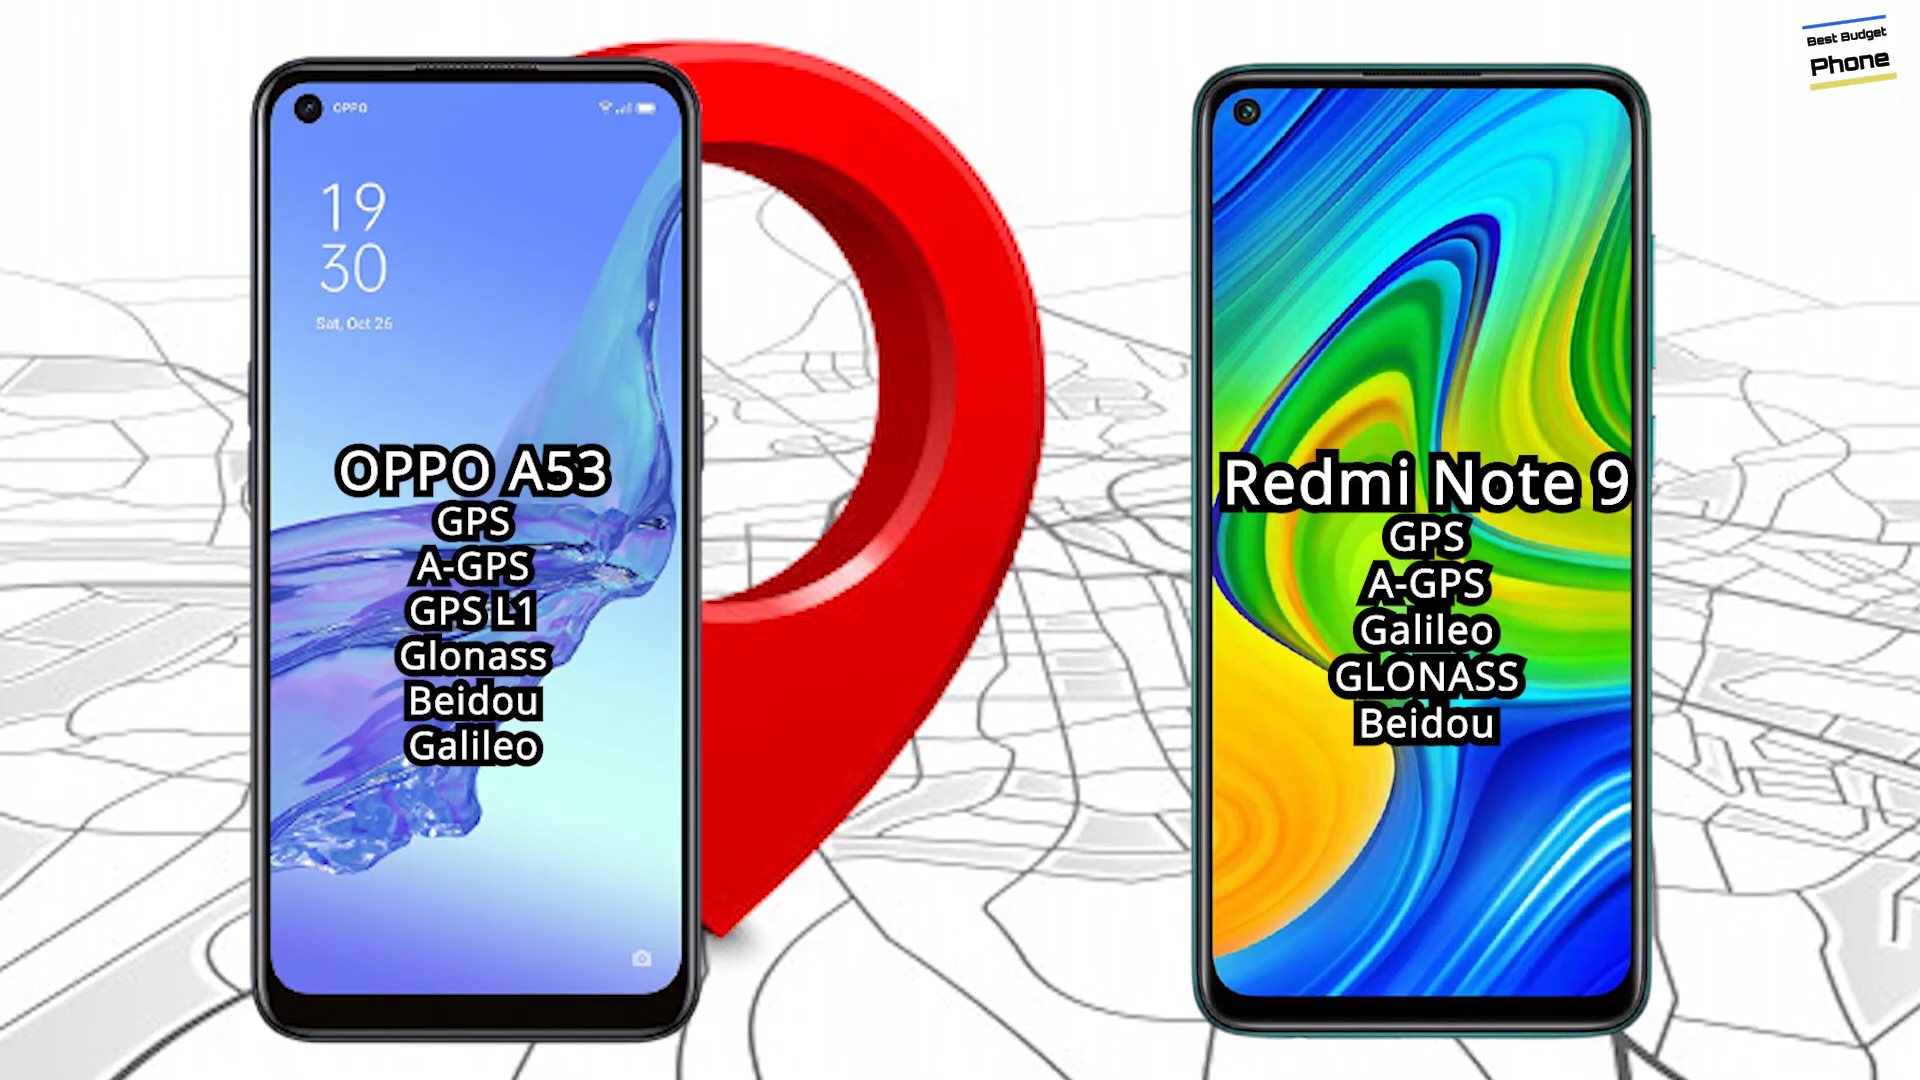 Best Budget
Phone
OPPO
19
30
Sat, Oct 26
OPPO A53
GPS
A-GPS
GPS L1
Glonass
Beidou
Galileo
Redmi Note 9
GPS
A-GPS
Galileo
GLONASS
Beidou